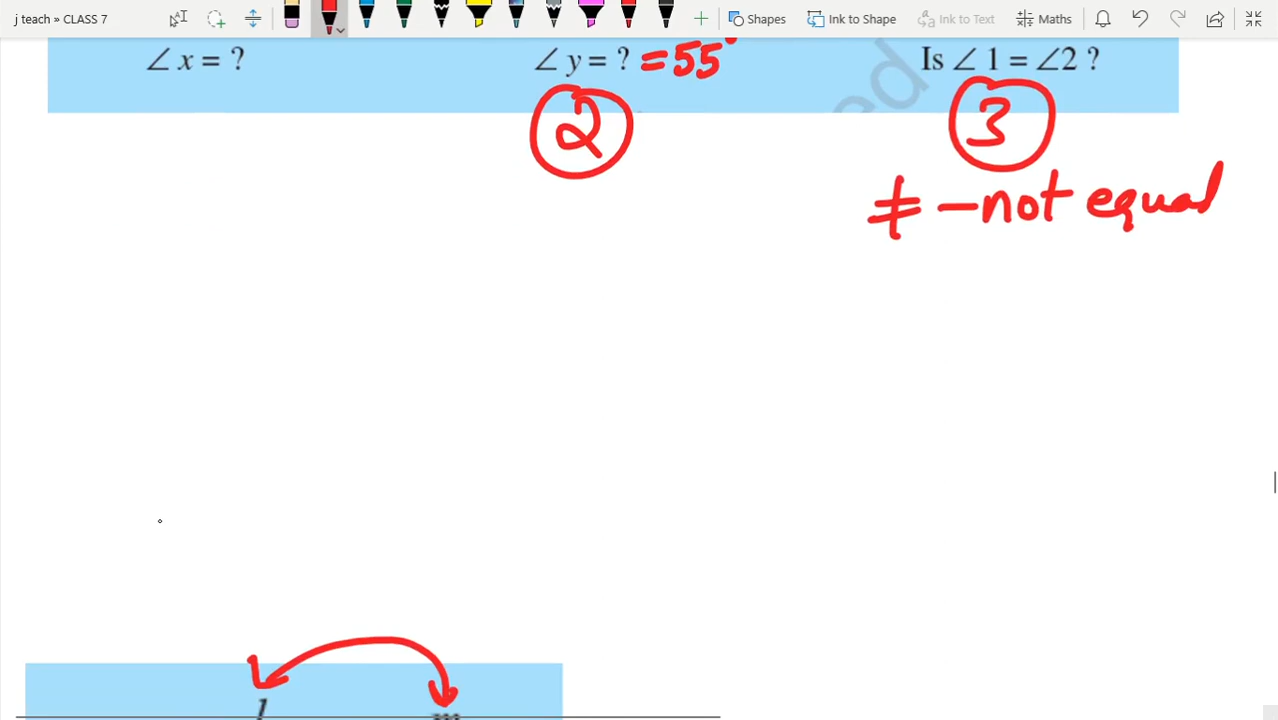 j teach » CLASS 7 Shapes Ink to Shape Ink to Text Maths
∠ x = ? ∠ y = ? = 55° Is ∠ 1 = ∠2 ?
2 3
≠ – not equal
l m